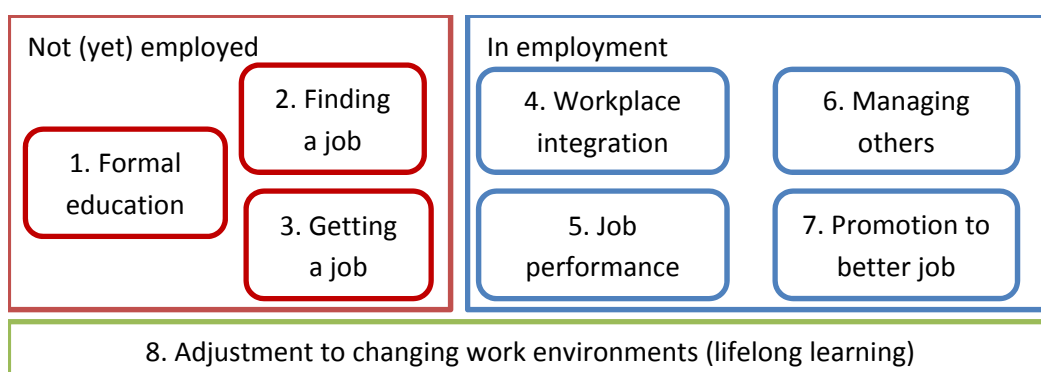 Not (yet) employed
1. Formal
education
2. Finding
a job
3. Getting
a job
In employment
4. Workplace
integration
5. Job
performance
6. Managing
others
7. Promotion to
better job
8. Adjustment to changing work environments (lifelong learning)